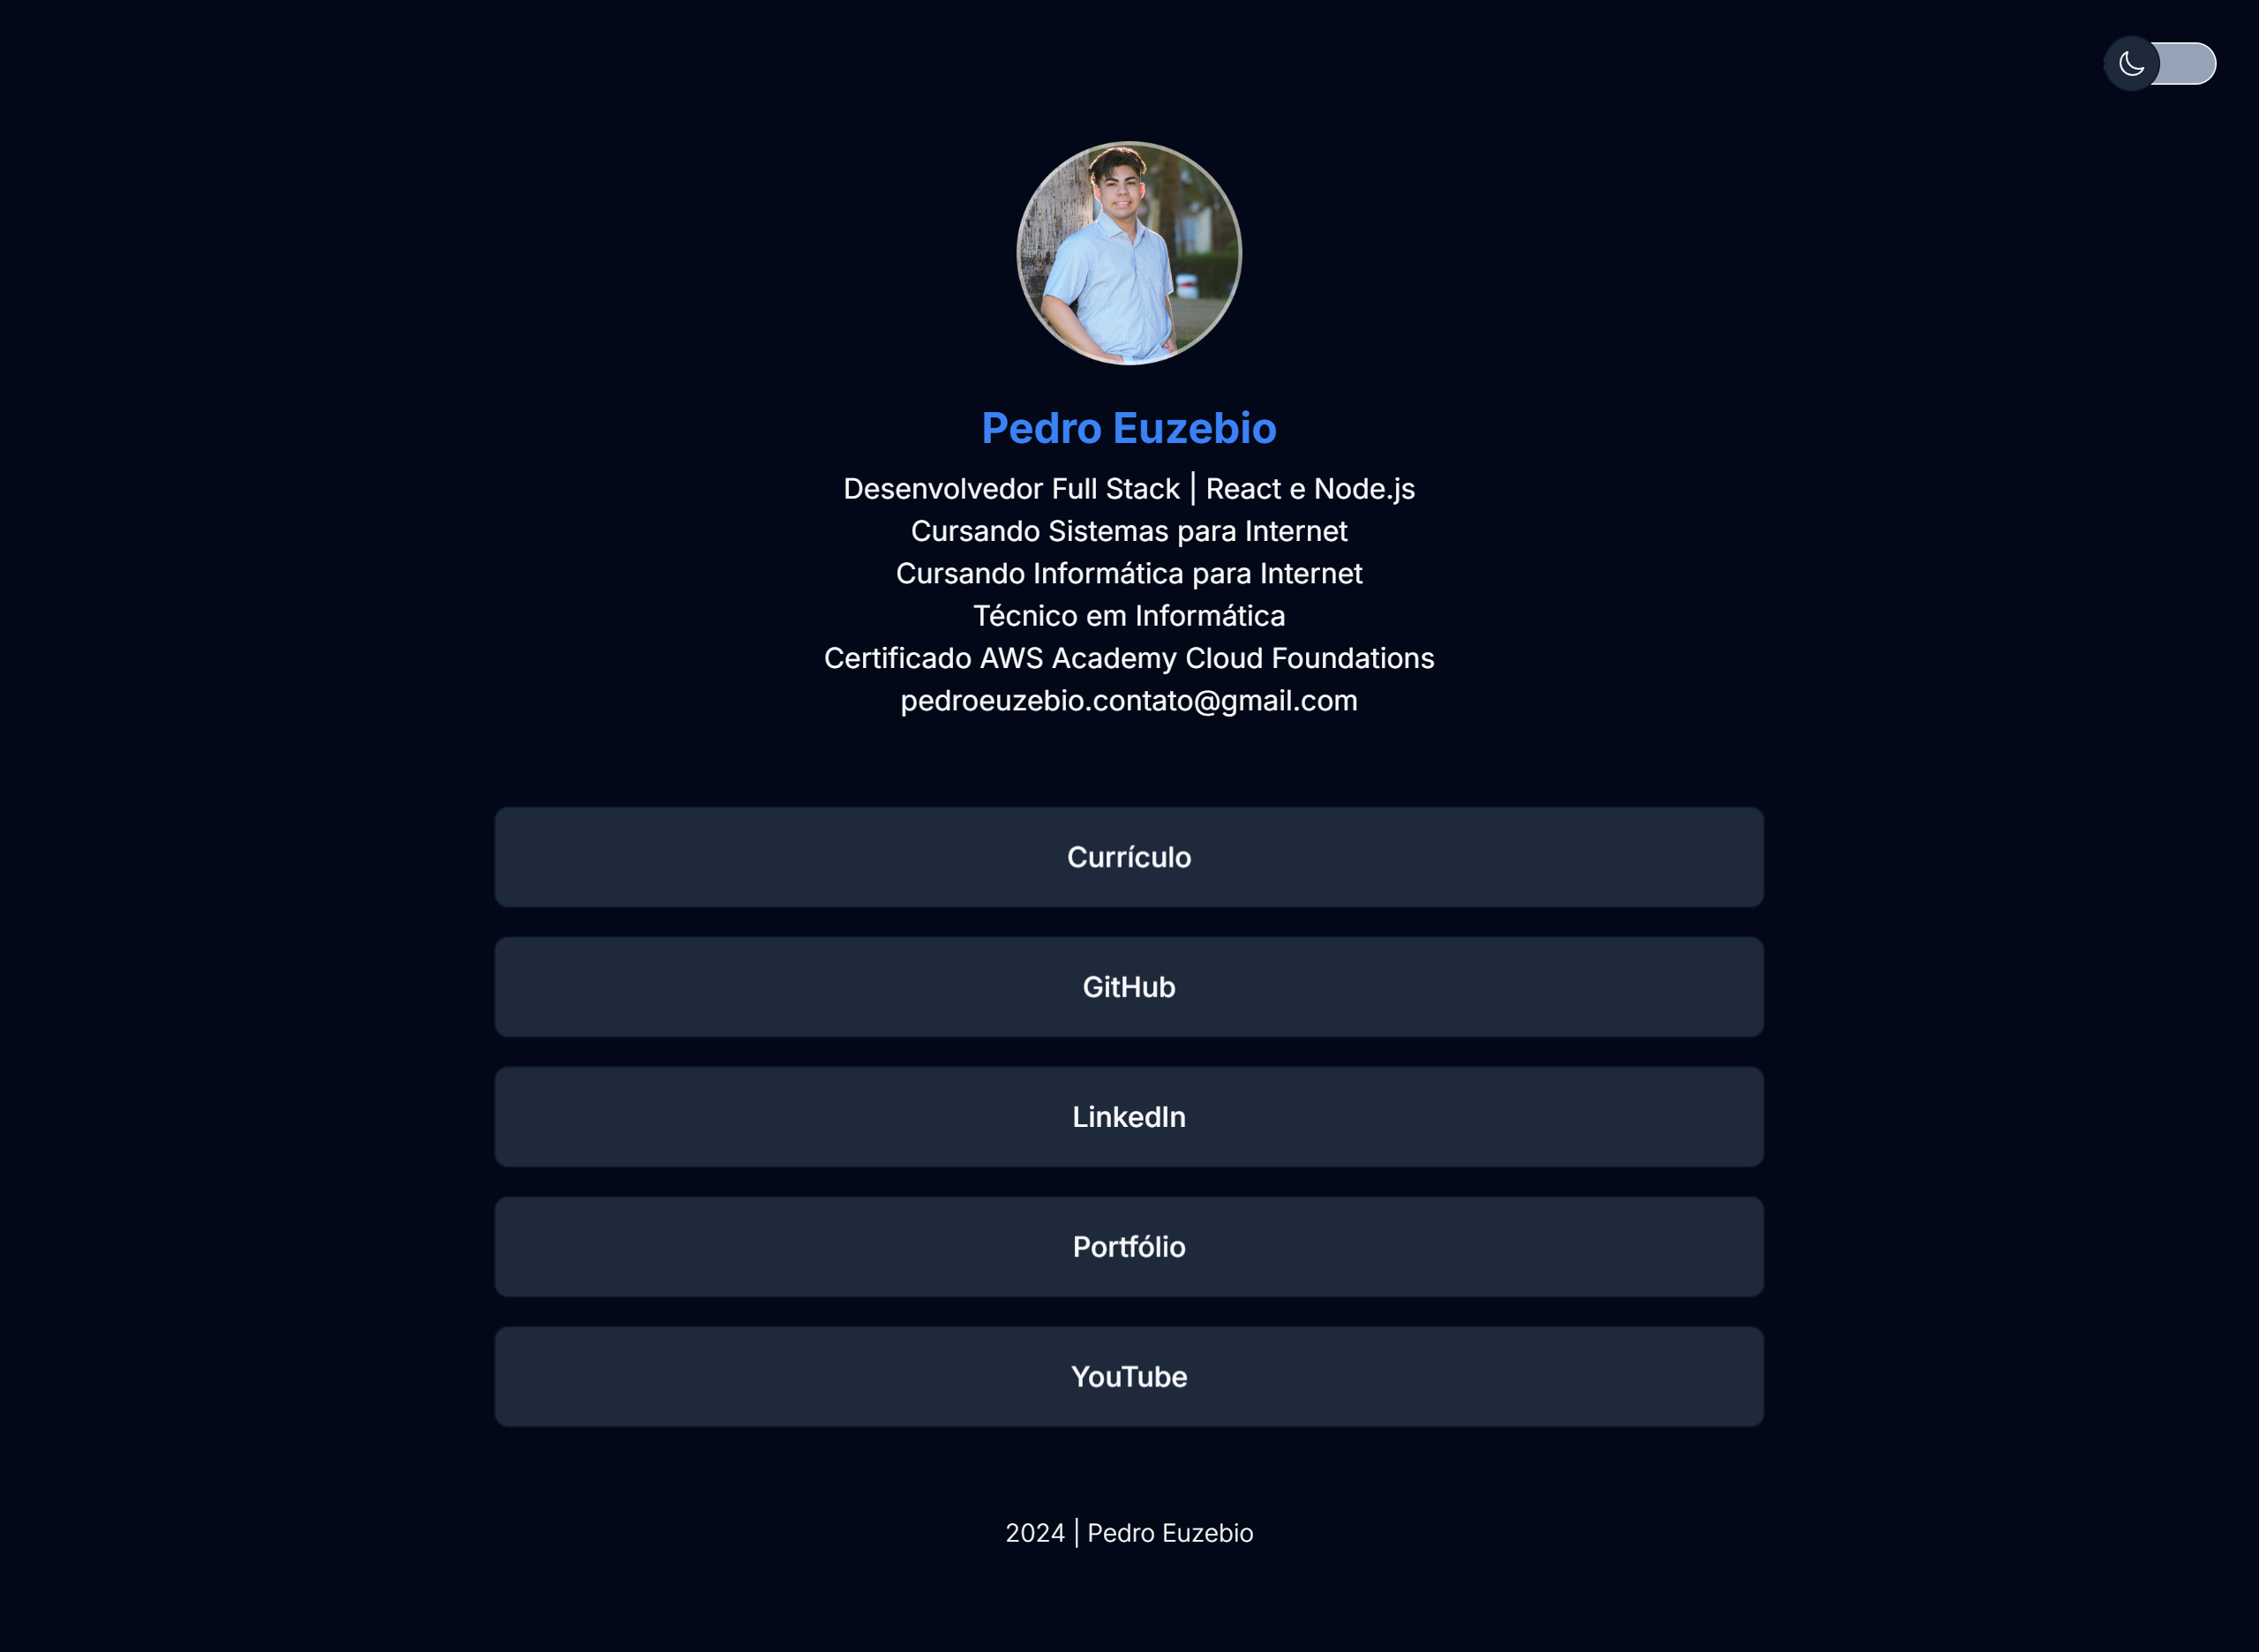 Pedro Euzebio
Desenvolvedor Full Stack | React e Node.js
Cursando Sistemas para Internet
Cursando Informática para Internet
Técnico em Informática
Certificado AWS Academy Cloud Foundations
pedroeuzebio.contato@gmail.com
Currículo
GitHub
LinkedIn
Portfólio
YouTube
2024 | Pedro Euzebio